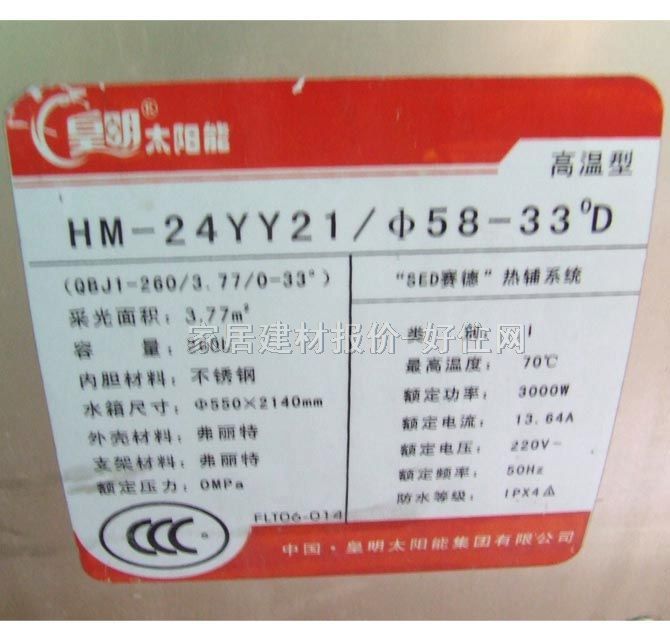 皇明®太阳能
高温型
HM-24YY21/Φ58-33⁰D
(QBJ1-260/3.77/0-33°)
采光面积: 3.77㎡
容 量: 260L
内胆材料: 不锈钢
水箱尺寸: Φ550×2140mm
外壳材料: 弗丽特
支架材料: 弗丽特
额定压力: 0MPa
FLT06-014
"SED赛德"热辅系统
类 别: I
最高温度: 70℃
额定功率: 3000W
额定电流: 13.64A
额定电压: 220V~
额定频率: 50Hz
防水等级: IPX4
CCC
S
中国·皇明太阳能集团有限公司
家居建材报价-好住网